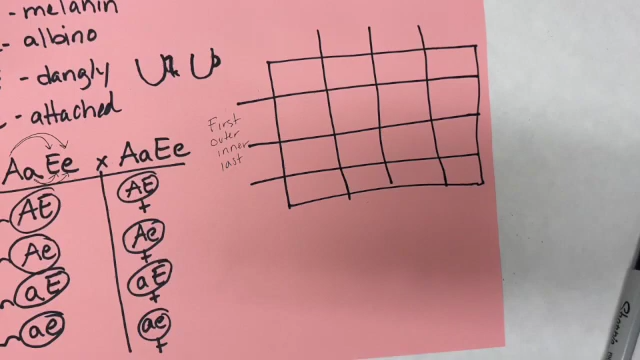 - melanin
- albino
- dangly
- attached
First
outer
inner
last
AaEe x AaEe
AE AE
+
Ae Ae
+
aE aE
+
ae ae
+